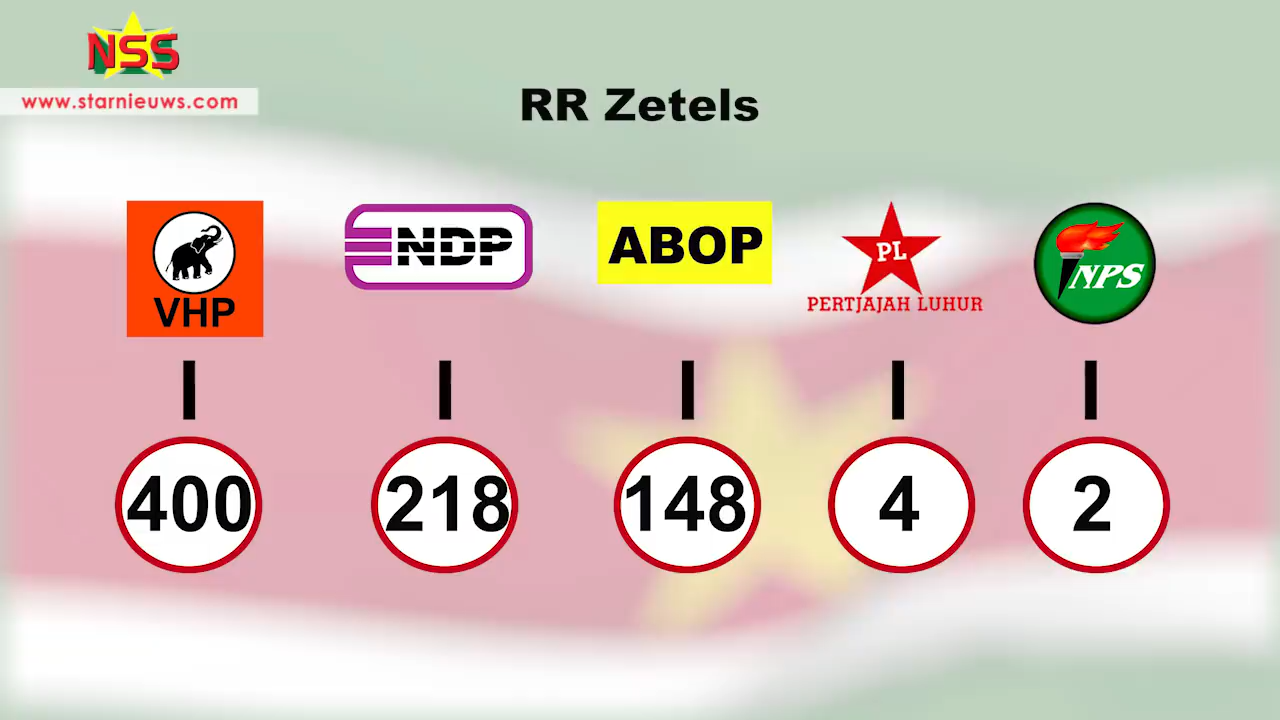 NSS
www.starnieuws.com
RR Zetels
VHP
NDP
ABOP
PL
PERTJAJAH LUHUR
NPS
400
218
148
4
2